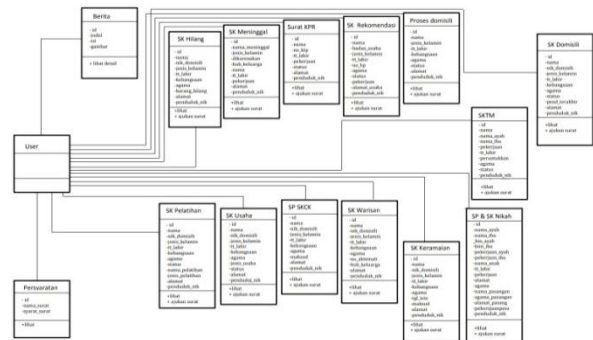 Berita
- id
- judul
- isi
- gambar
+ lihat detail
SK Hilang
- id
- nama
- nik_domisili
- jenis_kelamin
- tt_lahir
- kebangsaan
- agama
- barang_hilang
- alamat
- penduduk_nik
+lihat
+ ajukan surat
SK Meninggal
- id
- nama_meninggal
- jenis_kelamin
- hub_keluarga
- nama
- tt_lahir
- pekerjaan
- alamat
- penduduk_nik
+lihat
+ ajukan surat
Surat KPR
- id
- nama
- no_ktp
- tt_lahir
- pekerjaan
- status
- alamat
- penduduk_nik
+lihat
+ ajukan surat
SK Rekomendasi
- id
- nama
- badan_usaha
- jenis_kelamin
- tt_lahir
- no_hp
- agama
- status
- pekerjaan
- alamat_usaha
- penduduk_nik
+lihat
+ ajukan surat
Proses domisili
- id
- nama
- jenis_kelamin
- tt_lahir
- kebangsaan
- agama
- status
- alamat
- penduduk_nik
+lihat
+ ajukan surat
SK Domisili
- id
- nama
- nik_domisili
- jenis_kelamin
- tt_lahir
- kebangsaan
- agama
- status
- pend_terakhir
- alamat
- penduduk_nik
+lihat
+ ajukan surat
SKTM
- id
- nama
- nama_ayah
- nama_ibu
- pekerjaan
- tt_lahir
- peruntukkan
- agama
- status
- penduduk_nik
+lihat
+ ajukan surat
User
SK Pelatihan
- id
- nama
- nik_domisili
- jenis_kelamin
- tt_lahir
- kebangsaan
- agama
- status
- nama_pelatihan
- jenis_pelatihan
- alamat
- penduduk_nik
+lihat
+ ajukan surat
SK Usaha
- id
- nama
- nik_domisili
- jenis_kelamin
- tt_lahir
- kebangsaan
- agama
- jenis_usaha
- status
- alamat
- penduduk_nik
+lihat
+ ajukan surat
SP SKCK
- id
- nama
- nik_domisili
- jenis_kelamin
- tt_lahir
- kebangsaan
- agama
- maksud
- alamat
- penduduk_nik
+lihat
+ ajukan surat
SK Warisan
- id
- nama
- nik_domisili
- jenis_kelamin
- tt_lahir
- kebangsaan
- agama
- hub_keluarga
- alamat
- penduduk_nik
+lihat
+ ajukan surat
SK Keramaian
- id
- nama
- nik_domisili
- jenis_kelamin
- tt_lahir
- kebangsaan
- agama
- maksud
- alamat
- penduduk_nik
+lihat
+ ajukan surat
SP & SK Nikah
- id
- nama
- nama_ayah
- nama_ibu
- pekerjaan_ayah
- pekerjaan_ibu
- tt_lahir
- pekerjaan
- alamat
- agama
- nama_pasangan
- agama_pasangan
- penduduk_nik
+lihat
+ ajukan surat
Persyaratan
- id
- nama_surat
- syarat_surat
+lihat